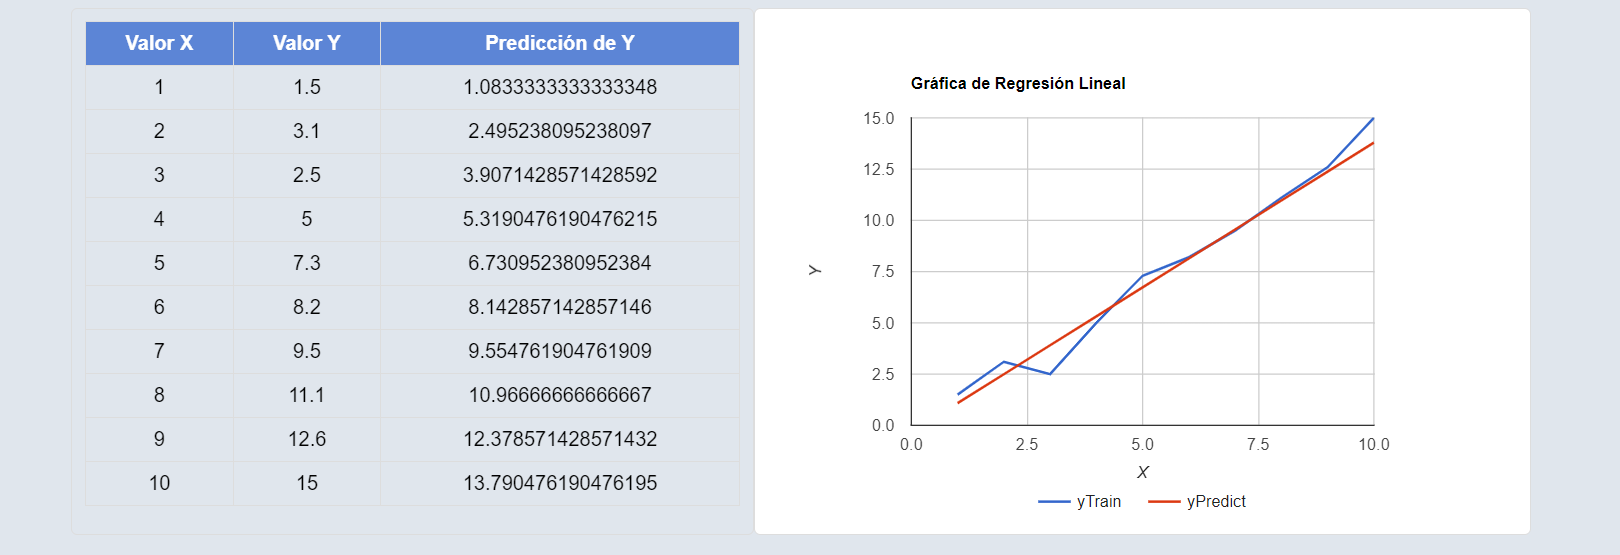 Valor X Valor Y Predicción de Y
1 1.5 1.0833333333333348
2 3.1 2.495238095238097
3 2.5 3.9071428571428592
4 5 5.3190476190476215
5 7.3 6.730952380952384
6 8.2 8.142857142857146
7 9.5 9.554761904761909
8 11.1 10.96666666666667
9 12.6 12.378571428571432
10 15 13.790476190476195
Gráfica de Regresión Lineal
15.0
12.5
10.0
7.5
5.0
2.5
0.0
Y
0.0 2.5 5.0 7.5 10.0
X
yTrain yPredict